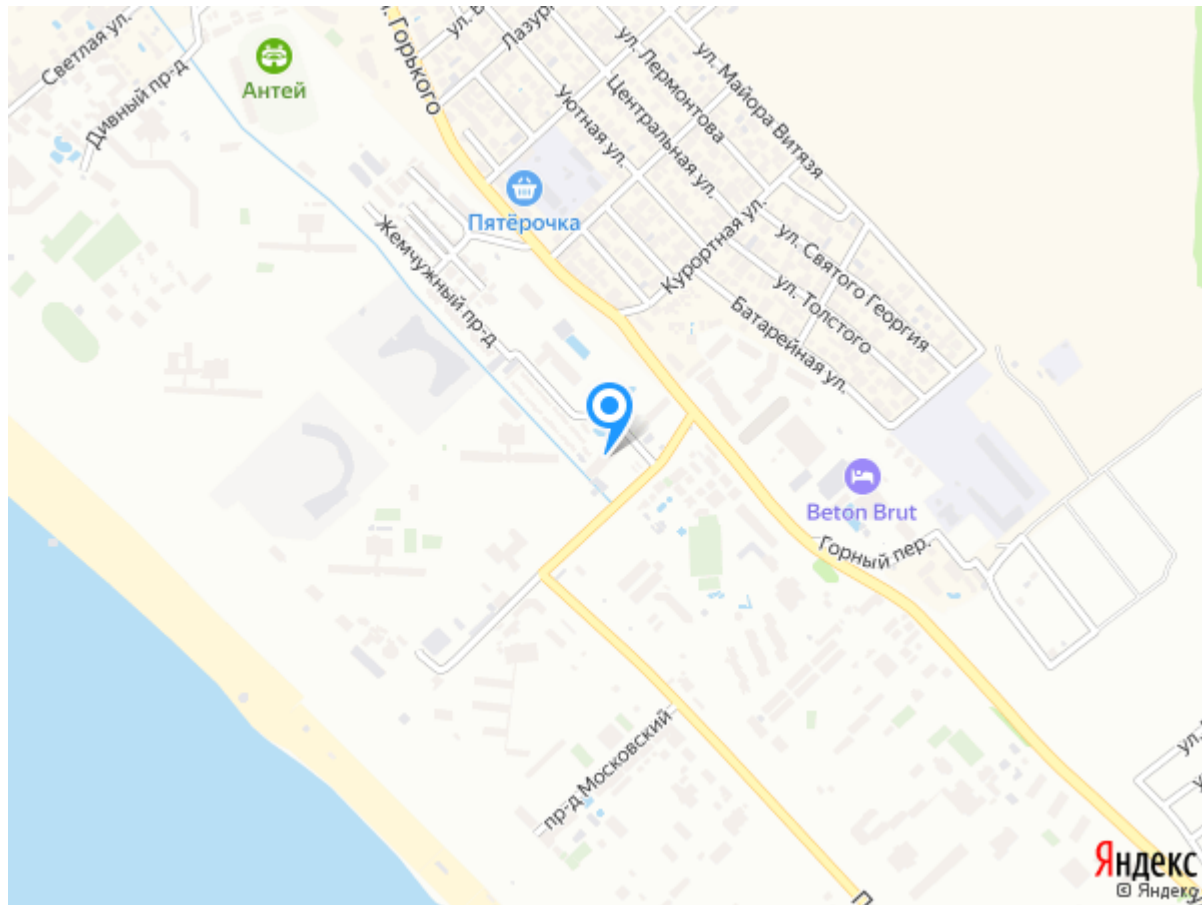 Светлая ул.
Дивный пр-д
Антей
Горького
Лазурн
ул. Лермонтова
ул. Майора Витязя
Уютная ул.
Центральная ул.
Пятёрочка
Жемчужный пр-д
Курортная ул.
ул. Святого Георгия
ул. Толстого
Батарейная ул.
Beton Brut
Горный пер.
пр-д Московский
ул.
Яндекс
© Яндекс